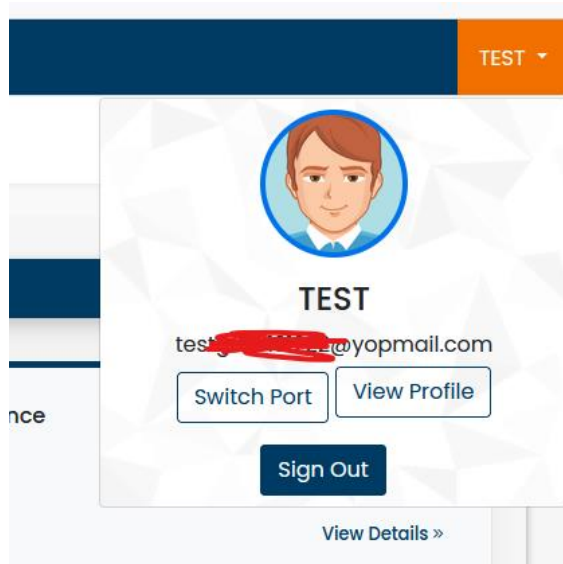 TEST
TEST
@yopmail.com
Switch Port View Profile
nce
Sign Out
View Details »